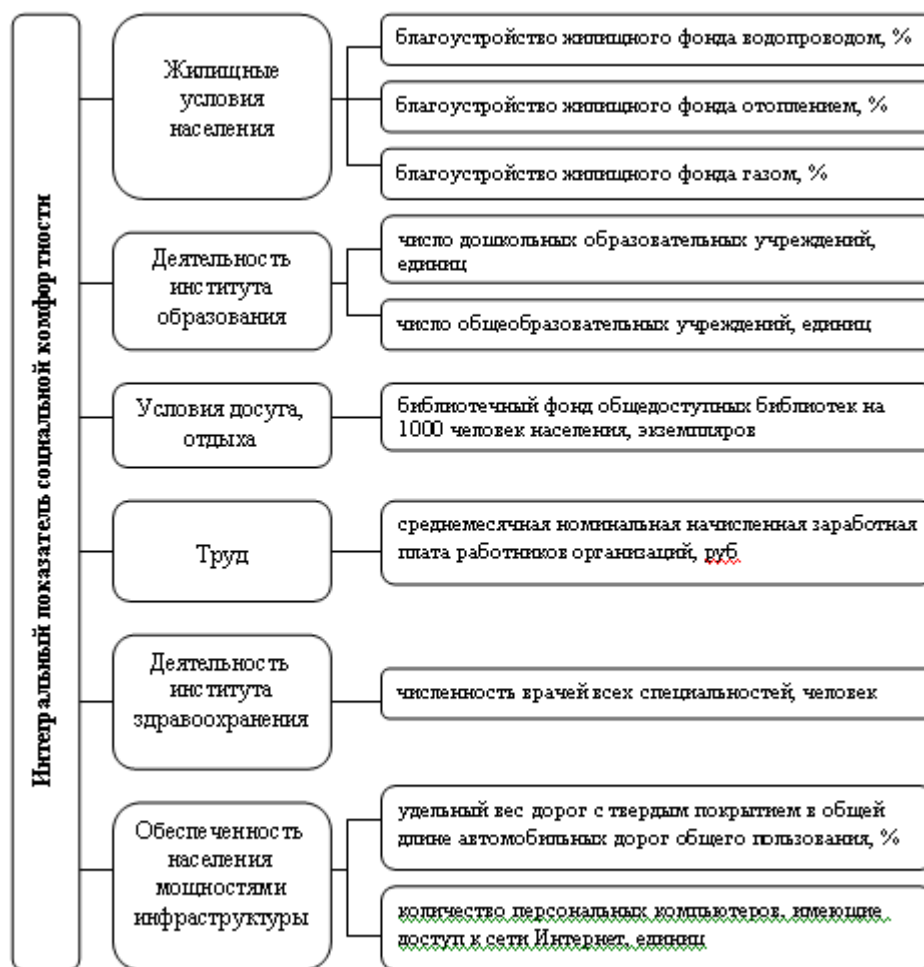 Интегральный показатель социальной комфортности
Жилищные
условия
населения
благоустройство жилищного фонда водопроводом, %
благоустройство жилищного фонда отоплением, %
благоустройство жилищного фонда газом, %
Деятельность
института
образования
число дошкольных образовательных учреждений,
единиц
число общеобразовательных учреждений, единиц
Условия досуга,
отдыха
библиотечный фонд общедоступных библиотек на
1000 человек населения, экземпляров
Труд
среднемесячная номинальная начисленная заработная
плата работников организаций, руб
Деятельность
института
здравоохранения
численность врачей всех специальностей, человек
Обеспеченность
населения
мощностями
инфраструктуры
удельный вес дорог с твердым покрытием в общей
длине автомобильных дорог общего пользования, %
количество персональных компьютеров, имеющие
доступ к сети Интернет, единиц